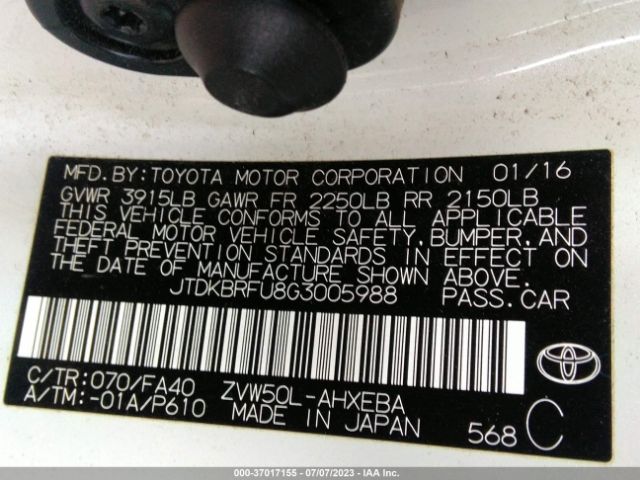 MFD.BY:TOYOTA MOTOR CORPORATION 01/16
GVWR 3915LB GAWR FR 2250LB RR 2150LB
THIS VEHICLE CONFORMS TO ALL APPLICABLE
FEDERAL MOTOR VEHICLE SAFETY,BUMPER,AND
THEFT PREVENTION STANDARDS IN EFFECT ON
THE DATE OF MANUFACTURE SHOWN ABOVE.
JTDKBRFU8G3005988 PASS.CAR
C/TR:070/FA40 ZVW50L-AHXEBA
A/TM:-01A/P610 MADE IN JAPAN 568 C
000-37017155 - 07/07/2023 - IAA Inc.